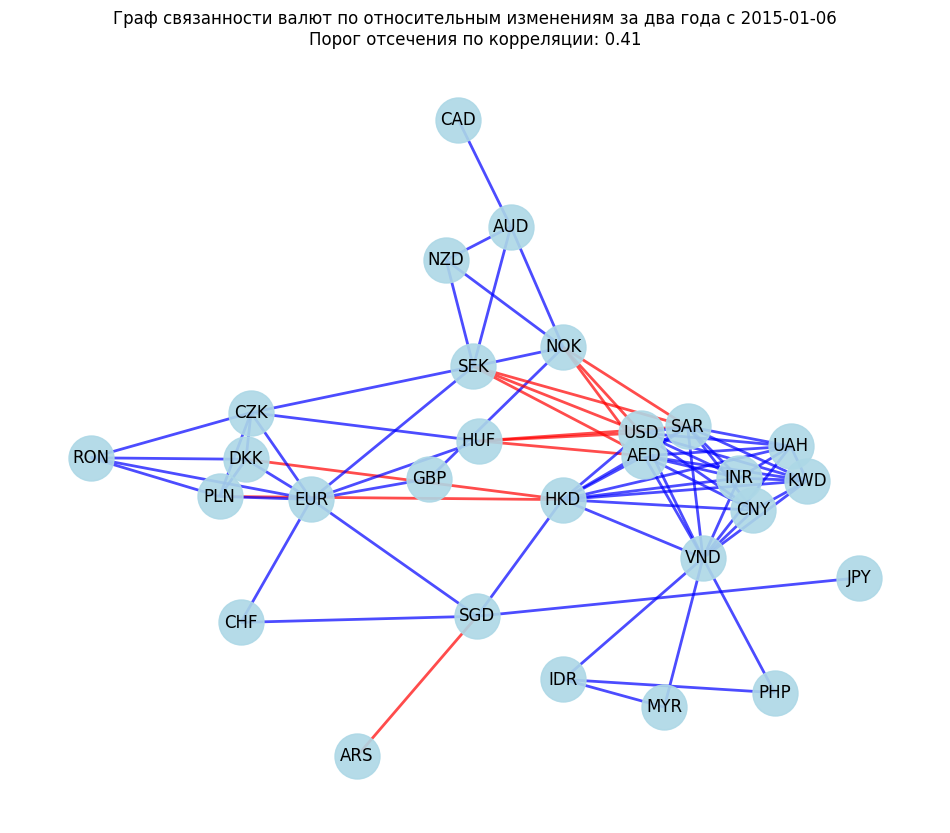 Граф связанности валют по относительным изменениям за два года с 2015-01-06
Порог отсечения по корреляции: 0.41
CAD
AUD
NZD
NOK
SEK
CZK
SAR
USD
HUF
UAH
AED
RON
DKK
INR
GBP
KWD
PLN
EUR
HKD
CNY
VND
JPY
SGD
CHF
IDR
PHP
MYR
ARS